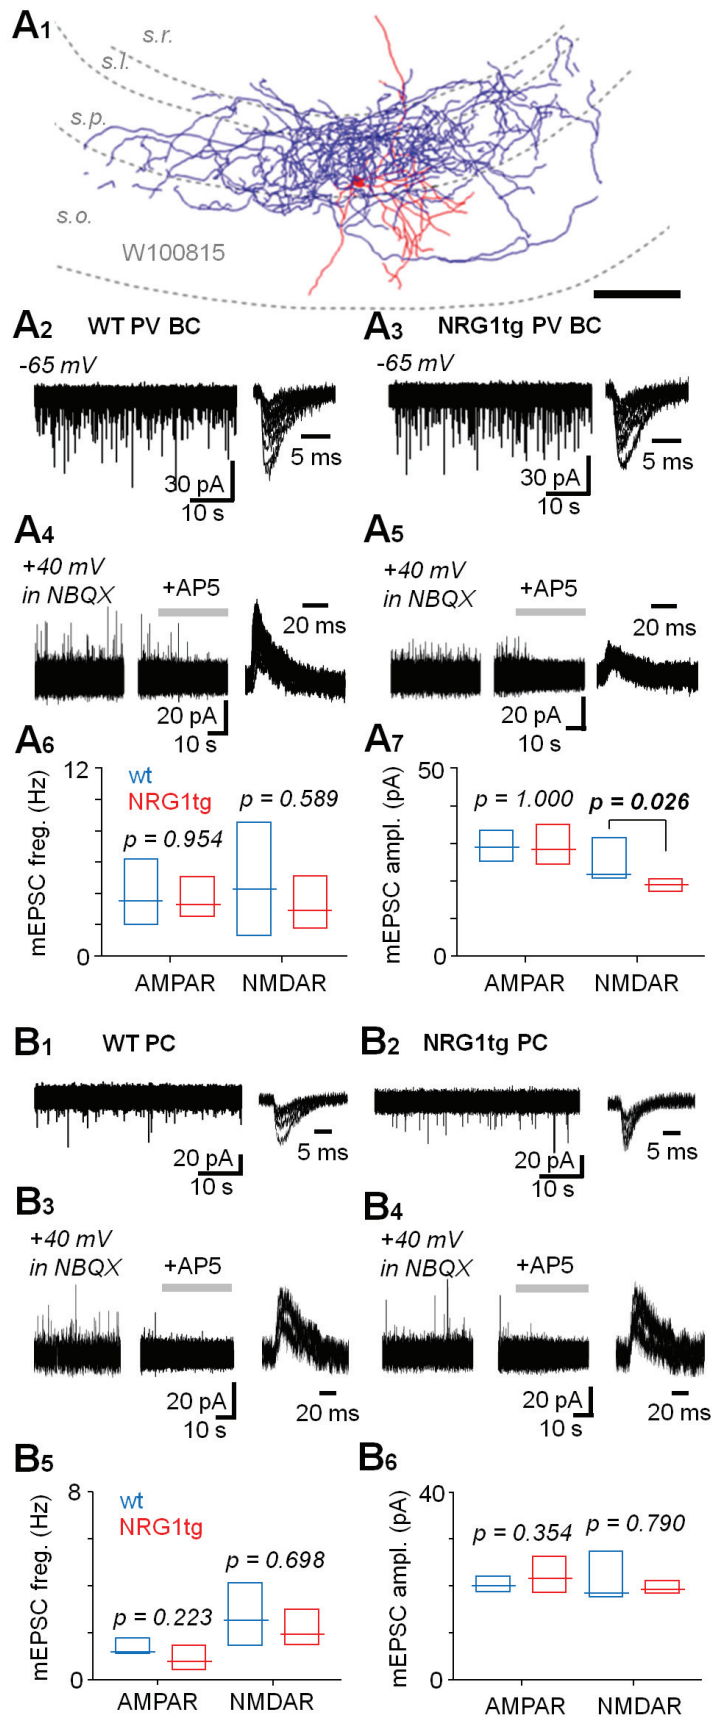 A1
s.r.
s.l.
s.p.
s.o.
W100815
A2 WT PV BC
A3 NRG1tg PV BC
-65 mV
-65 mV
5 ms
5 ms
30 pA
10 s
30 pA
10 s
A4
A5
+40 mV
in NBQX
+AP5
20 ms
+40 mV
in NBQX
+AP5
20 ms
20 pA
10 s
20 pA
10 s
A6
mEPSC freg. (Hz)
12
0
wt
NRG1tg
p = 0.954
p = 0.589
AMPAR NMDAR
A7
mEPSC ampl. (pA)
50
0
p = 1.000
p = 0.026
AMPAR NMDAR
B1 WT PC
B2 NRG1tg PC
20 pA
10 s
5 ms
20 pA
10 s
5 ms
B3
B4
+40 mV
in NBQX
+AP5
+40 mV
in NBQX
+AP5
20 pA
10 s
20 ms
20 pA
10 s
20 ms
B5
mEPSC freg. (Hz)
8
0
wt
NRG1tg
p = 0.223
p = 0.698
AMPAR NMDAR
B6
mEPSC ampl. (pA)
40
0
p = 0.354
p = 0.790
AMPAR NMDAR